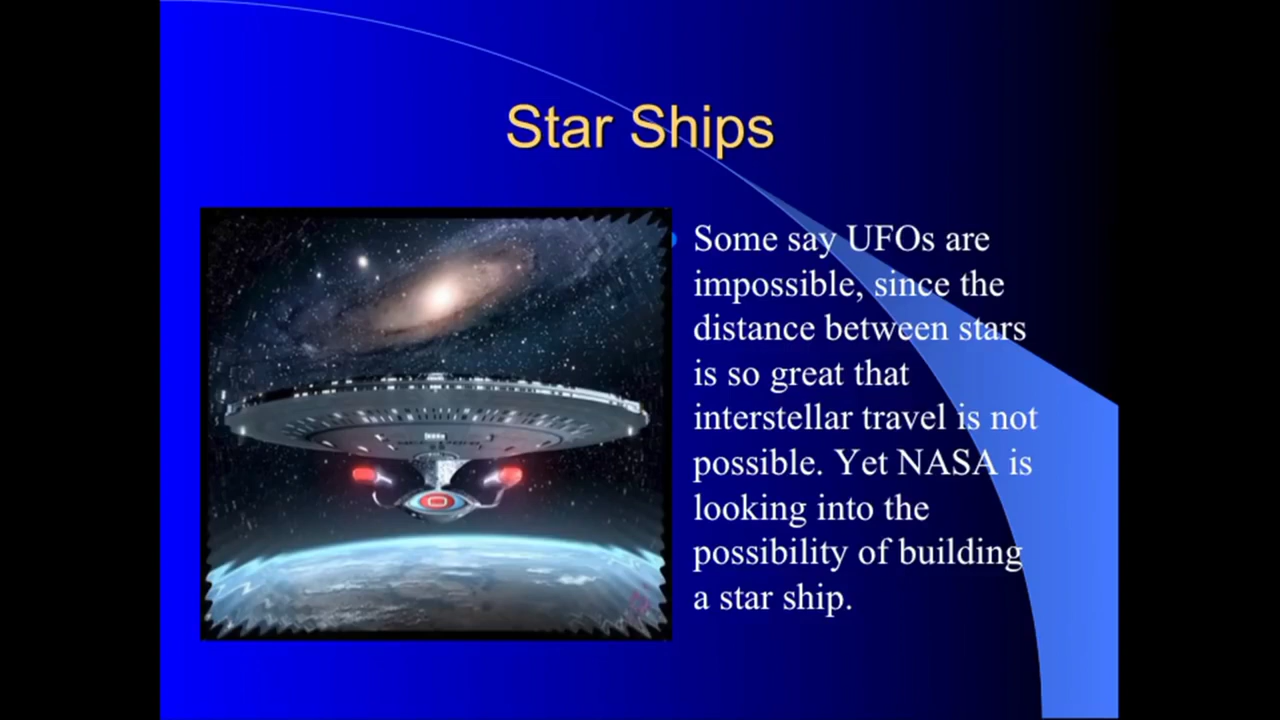 Star Ships
Some say UFOs are
impossible, since the
distance between stars
is so great that
interstellar travel is not
possible. Yet NASA is
looking into the
possibility of building
a star ship.